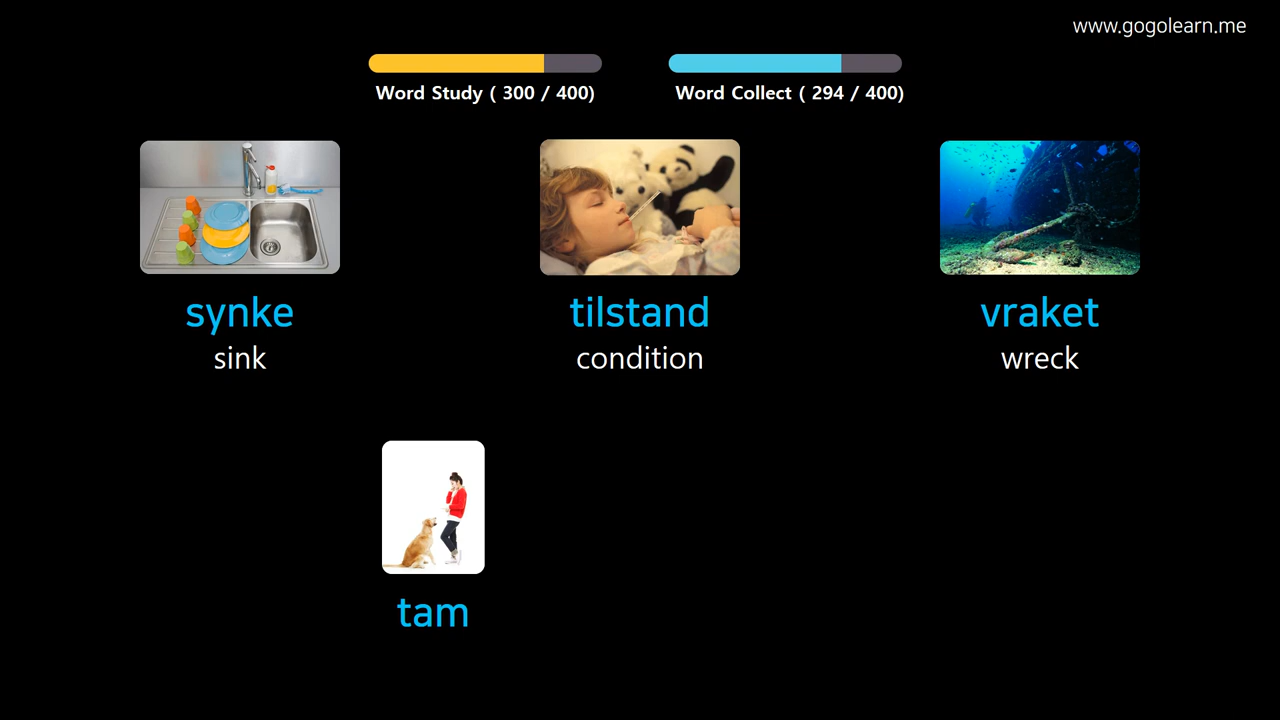 www.gogolearn.me
Word Study ( 300 / 400)
Word Collect ( 294 / 400)
synke
sink
tilstand
condition
vraket
wreck
tam